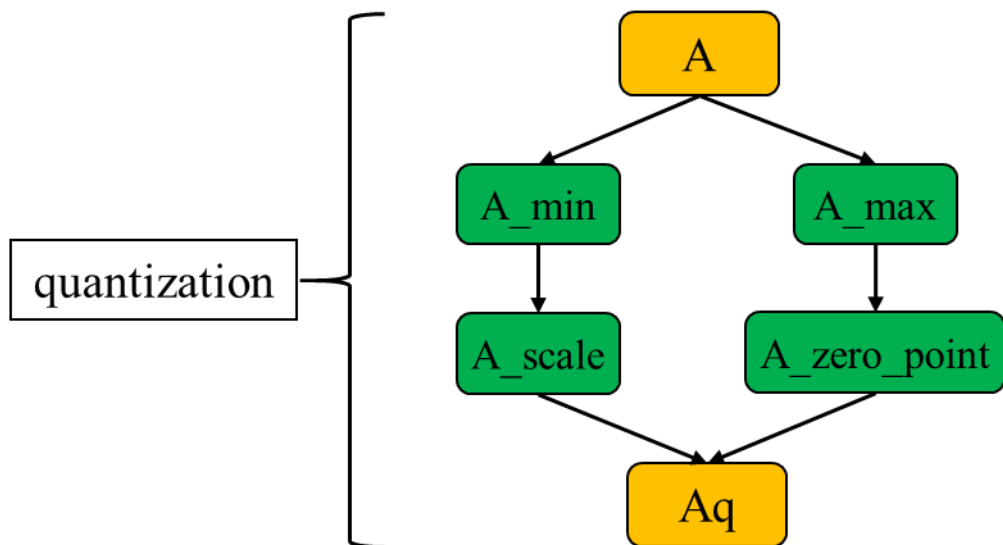 A
A_min
A_max
quantization
A_scale
A_zero_point
Aq